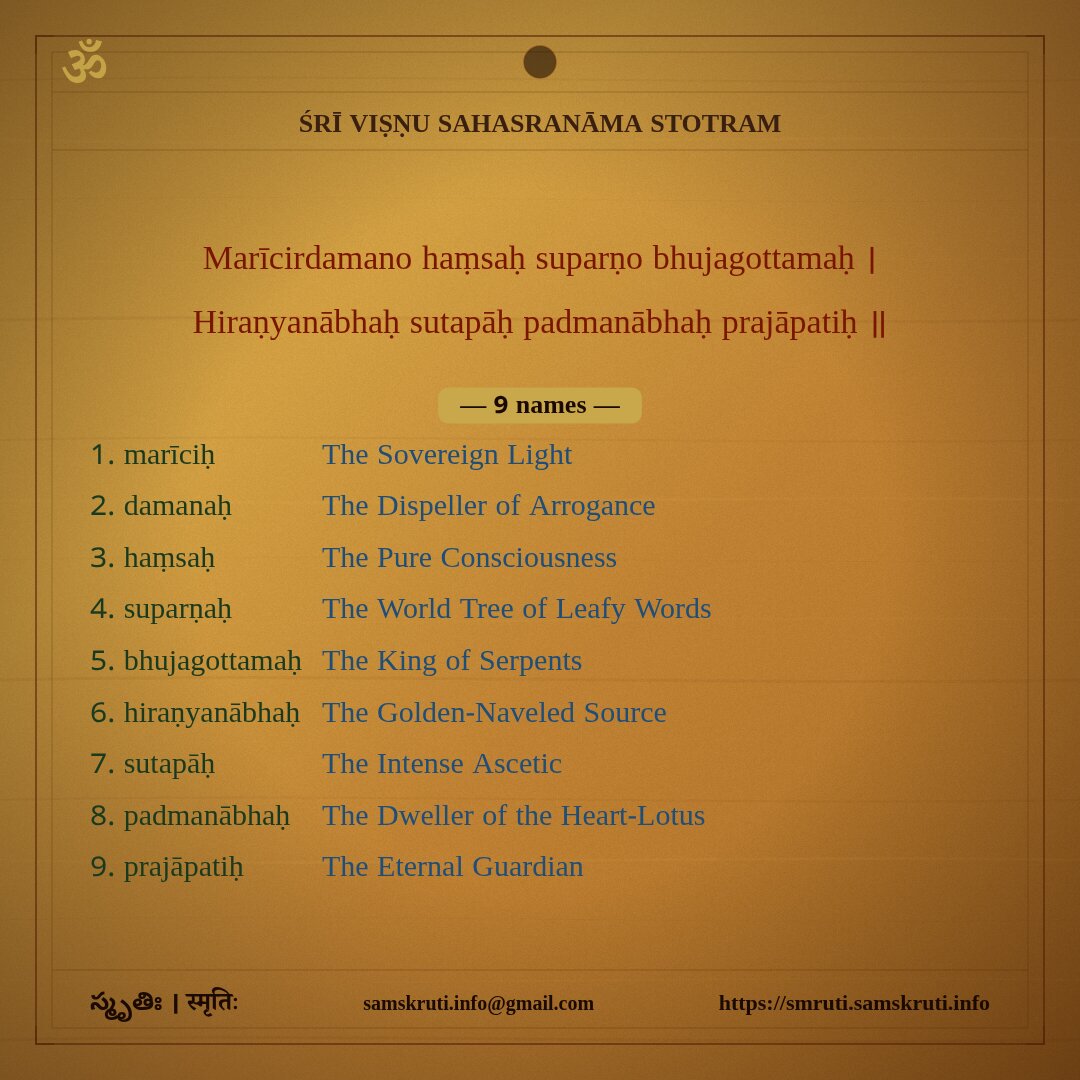 ॐ
ŚRĪ VIṢṆU SAHASRANĀMA STOTRAM
Marīcirdamano haṃsaḥ suparṇo bhujagottamaḥ |
Hiraṇyanābhaḥ sutapāḥ padmanābhaḥ prajāpatiḥ ||
— 9 names —
1. marīciḥ The Sovereign Light
2. damanaḥ The Dispeller of Arrogance
3. haṃsaḥ The Pure Consciousness
4. suparṇaḥ The World Tree of Leafy Words
5. bhujagottamaḥ The King of Serpents
6. hiraṇyanābhaḥ The Golden-Naveled Source
7. sutapāḥ The Intense Ascetic
8. padmanābhaḥ The Dweller of the Heart-Lotus
9. prajāpatiḥ The Eternal Guardian
స్మృతిః | स्मृतिः samskruti.info@gmail.com https://smruti.samskruti.info